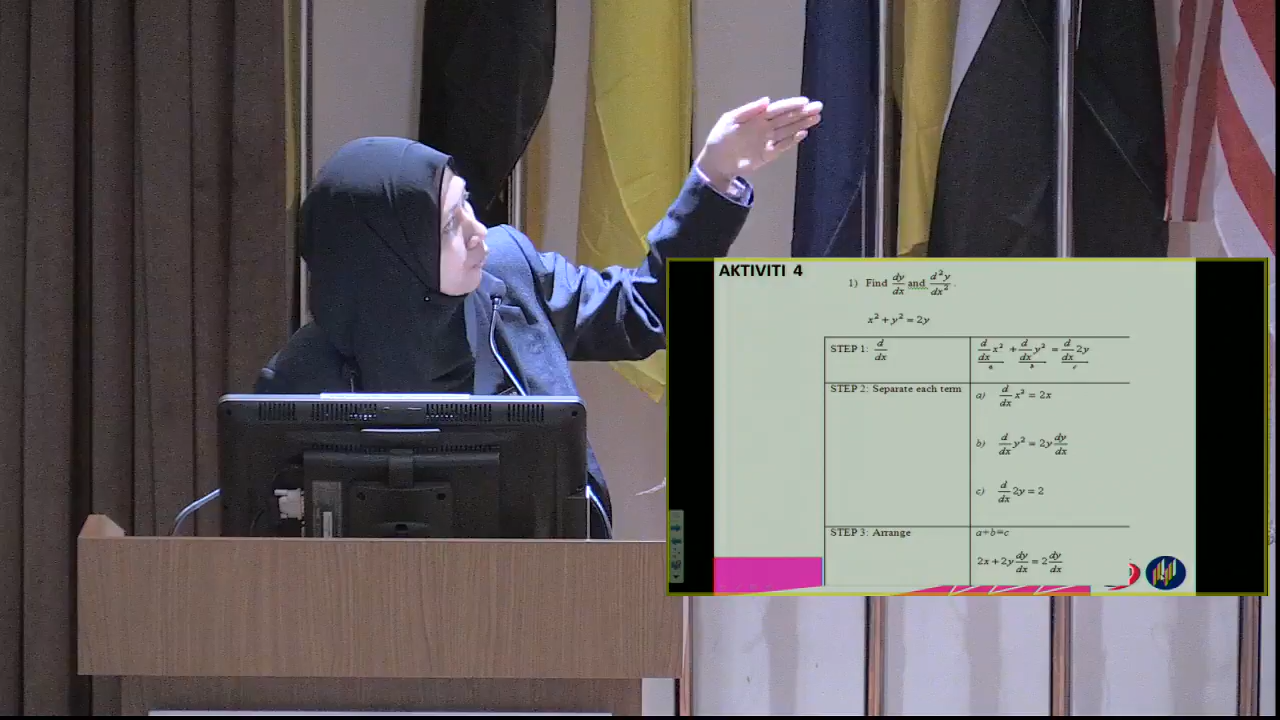 AKTIVITI 4
1) Find dy/dx and d²y/dx².
x² + y² = 2y
STEP 1: d/dx
d/dx x² + d/dx y² = d/dx 2y
a b c
STEP 2: Separate each term
a) d/dx x² = 2x
b) d/dx y² = 2y dy/dx
c) d/dx 2y = 2
STEP 3: Arrange
a+b=c
2x + 2y dy/dx = 2 dy/dx